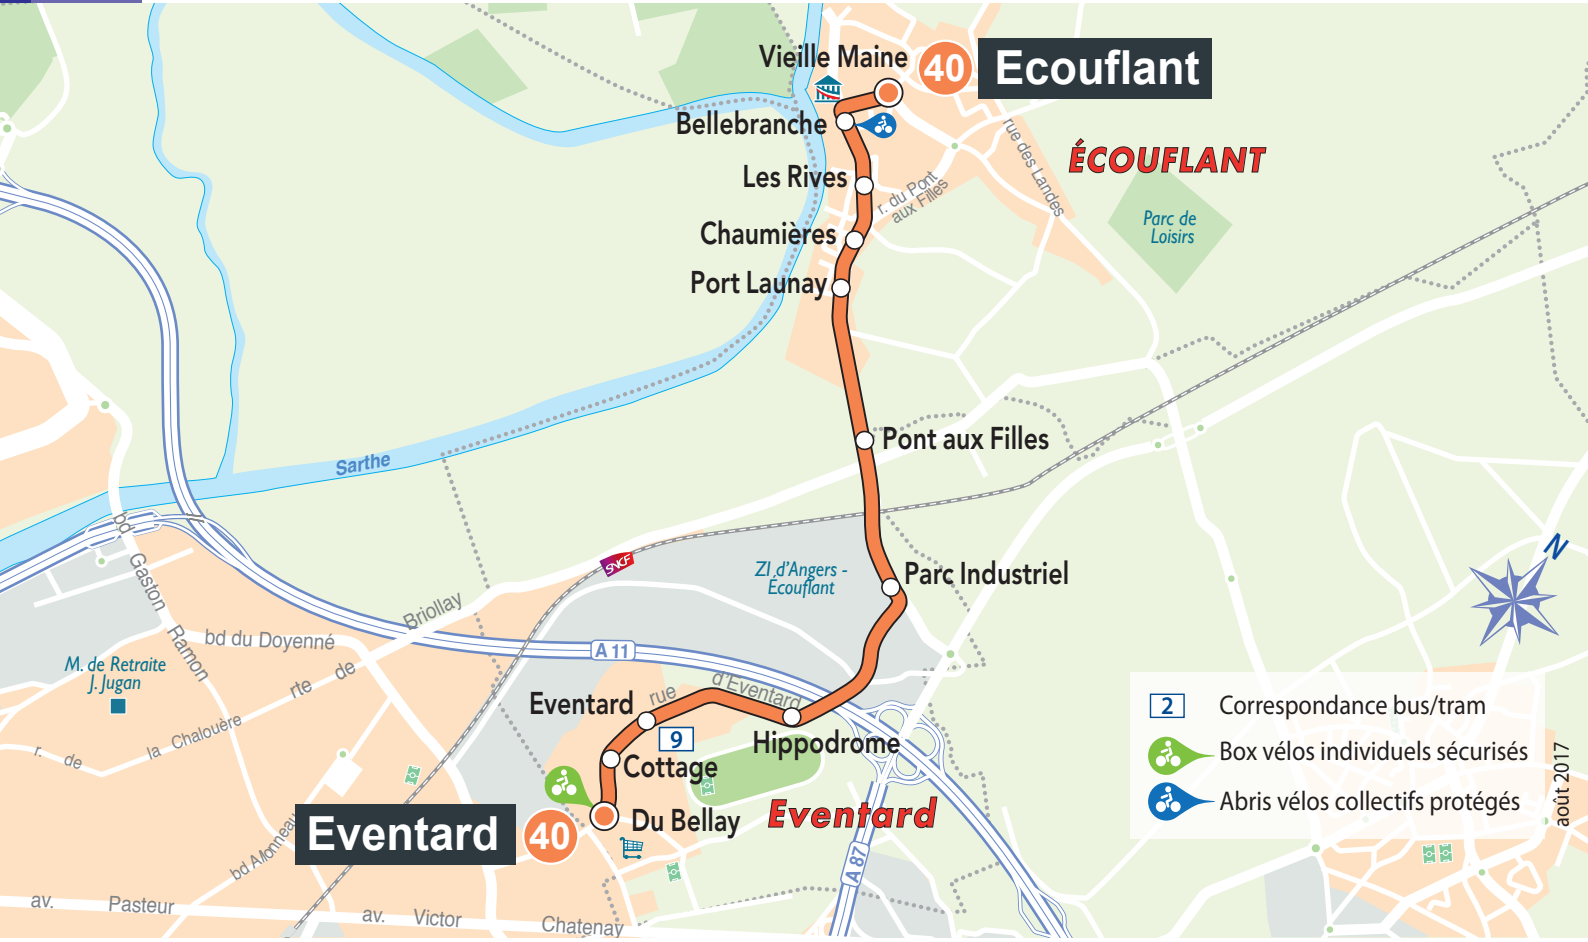 Vieille Maine
40
Ecouflant
Bellebranche
ÉCOUFLANT
rue des Landes
Les Rives
r. du Pont
aux Filles
Parc de
Loisirs
Chaumières
Port Launay
Pont aux Filles
Sarthe
bd
Gaston
Ramon
SNCF
ZI d'Angers -
Écouflant
Parc Industriel
N
Briollay
de
rte
bd du Doyenné
A 11
M. de Retraite
J. Jugan
Eventard
rue
d'Eventard
9
Hippodrome
Cottage
r.
de
la Chalouère
Du Bellay
Eventard
Eventard
40
bd Allonneau
A 87
av.
Pasteur
av.
Victor
Chatenay
2
Correspondance bus/tram
Box vélos individuels sécurisés
Abris vélos collectifs protégés
août 2017